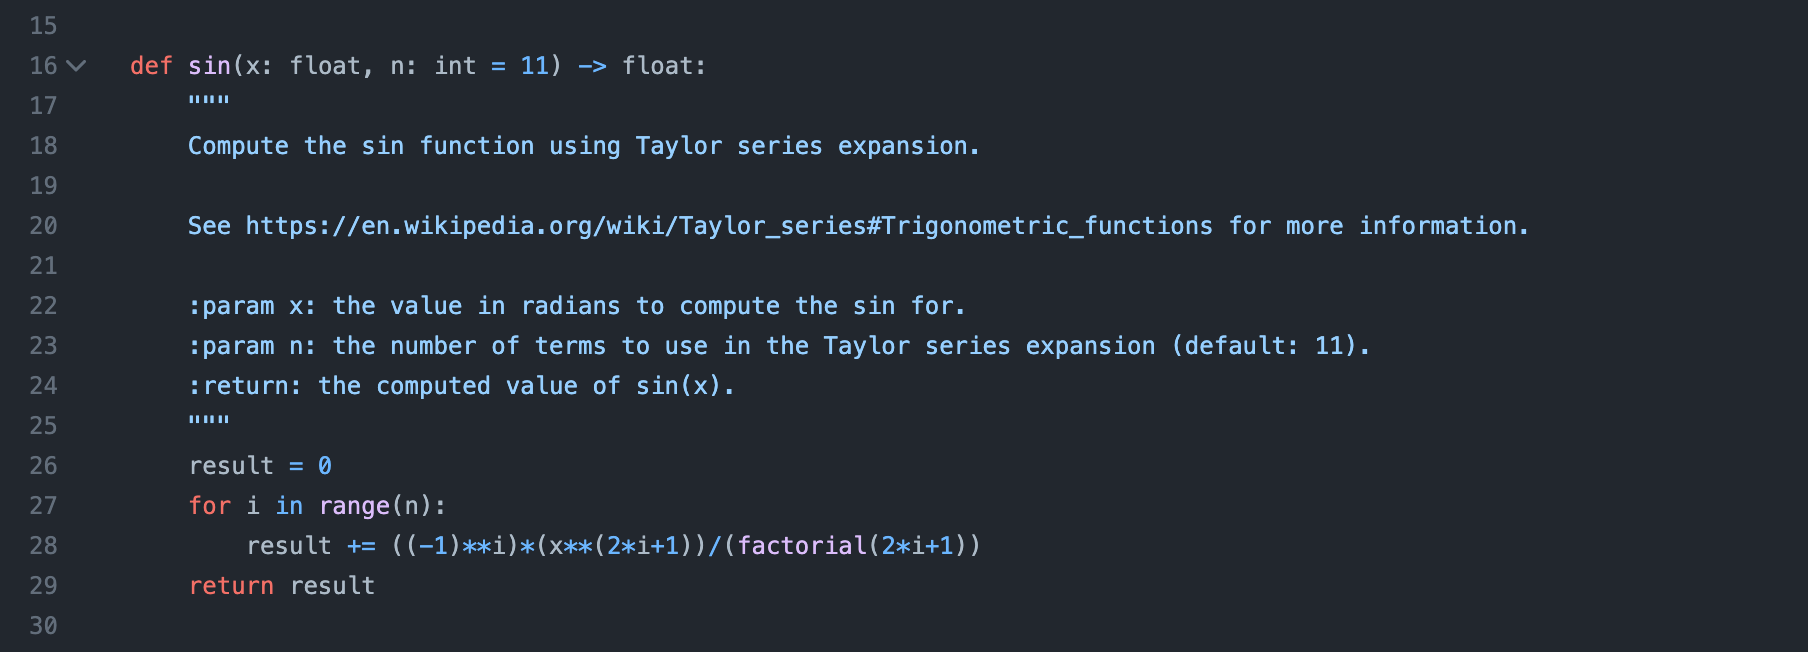 15
16 def sin(x: float, n: int = 11) -> float:
17 """
18 Compute the sin function using Taylor series expansion.
19
20 See https://en.wikipedia.org/wiki/Taylor_series#Trigonometric_functions for more information.
21
22 :param x: the value in radians to compute the sin for.
23 :param n: the number of terms to use in the Taylor series expansion (default: 11).
24 :return: the computed value of sin(x).
25 """
26 result = 0
27 for i in range(n):
28 result += ((-1)**i)*(x**(2*i+1))/(factorial(2*i+1))
29 return result
30